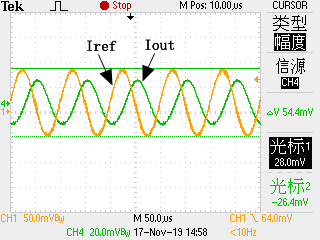 Tek Stop M Pos: 10.00µs CURSOR
类型
幅度
Iref Iout
信源
CH4
4
1
△V 54.4mV
光标1
28.0mV
光标2
-26.4mV
CH1 50.0mVBW M 50.0µs CH1 64.0mV
CH4 20.0mVBW 17-Nov-19 14:58 <10Hz